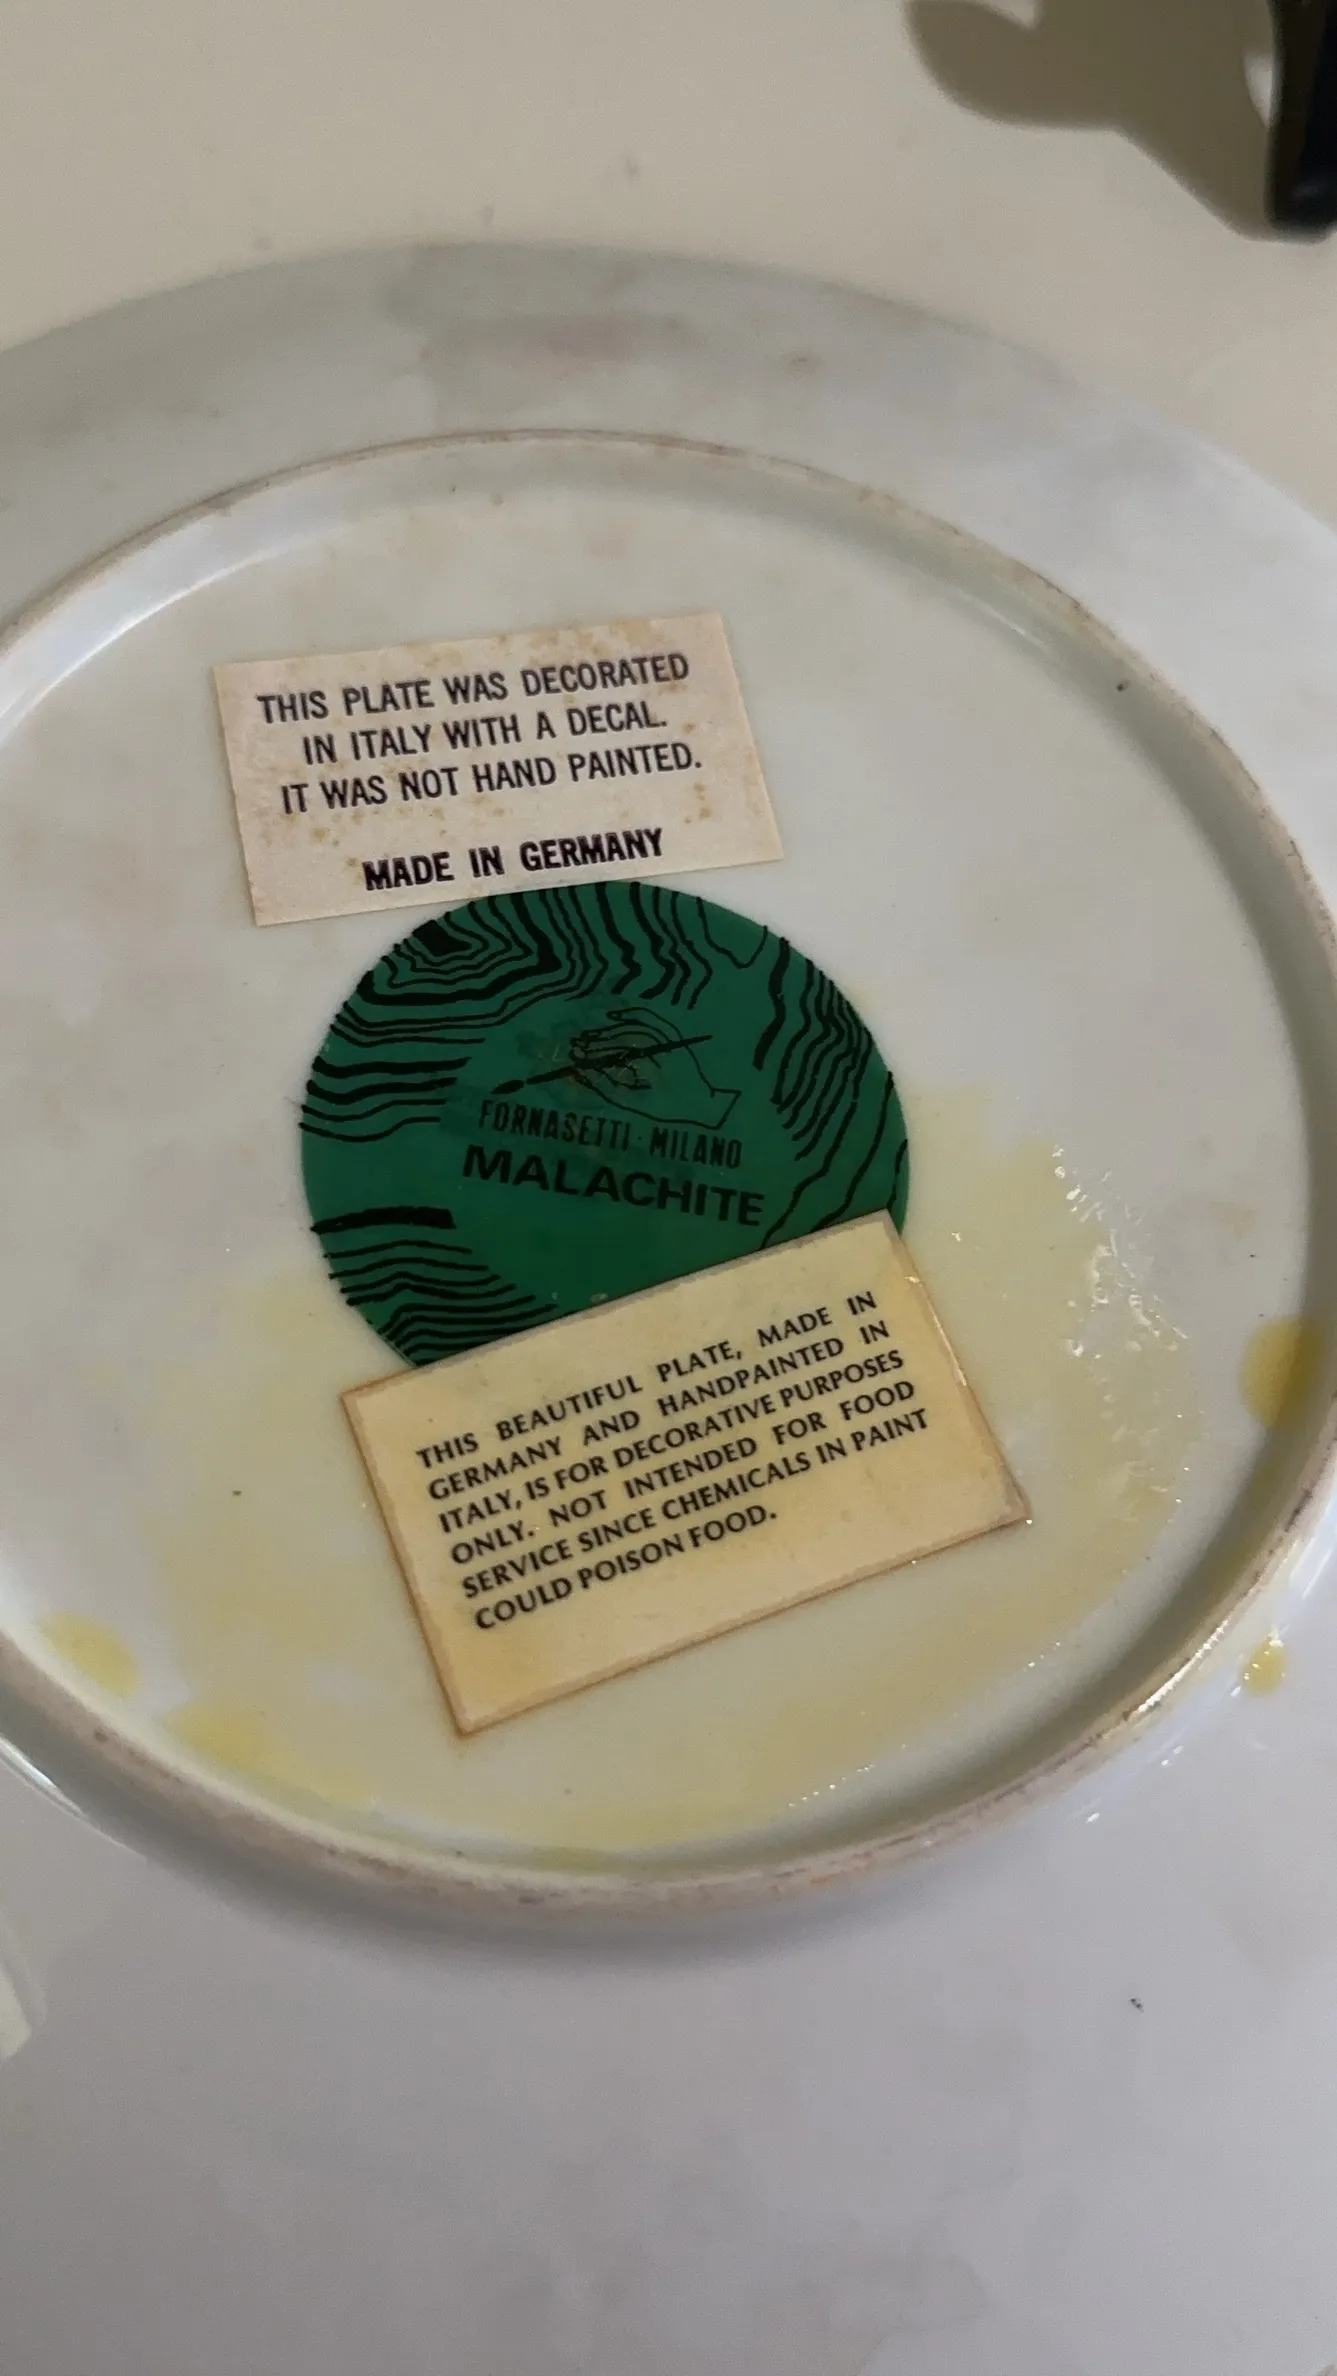 THIS PLATE WAS DECORATED
IN ITALY WITH A DECAL.
IT WAS NOT HAND PAINTED.
MADE IN GERMANY
FORNASETTI · MILANO
MALACHITE
THIS BEAUTIFUL PLATE, MADE IN
GERMANY AND HANDPAINTED IN
ITALY, IS FOR DECORATIVE PURPOSES
ONLY. NOT INTENDED FOR FOOD
SERVICE SINCE CHEMICALS IN PAINT
COULD POISON FOOD.